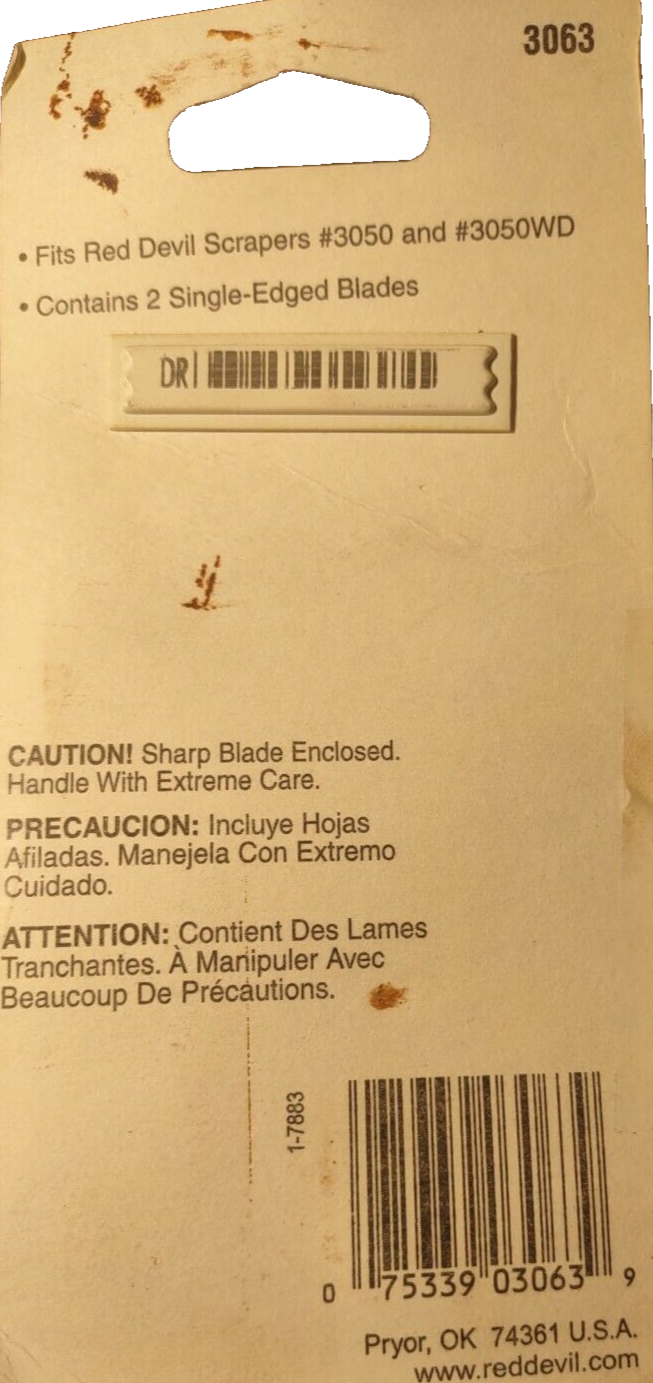 3063
• Fits Red Devil Scrapers #3050 and #3050WD
• Contains 2 Single-Edged Blades
DR
CAUTION! Sharp Blade Enclosed.
Handle With Extreme Care.
PRECAUCION: Incluye Hojas
Afiladas. Manejela Con Extremo
Cuidado.
ATTENTION: Contient Des Lames
Tranchantes. À Manipuler Avec
Beaucoup De Précautions.
1-7883
0 75339 03063 9
Pryor, OK 74361 U.S.A.
www.reddevil.com